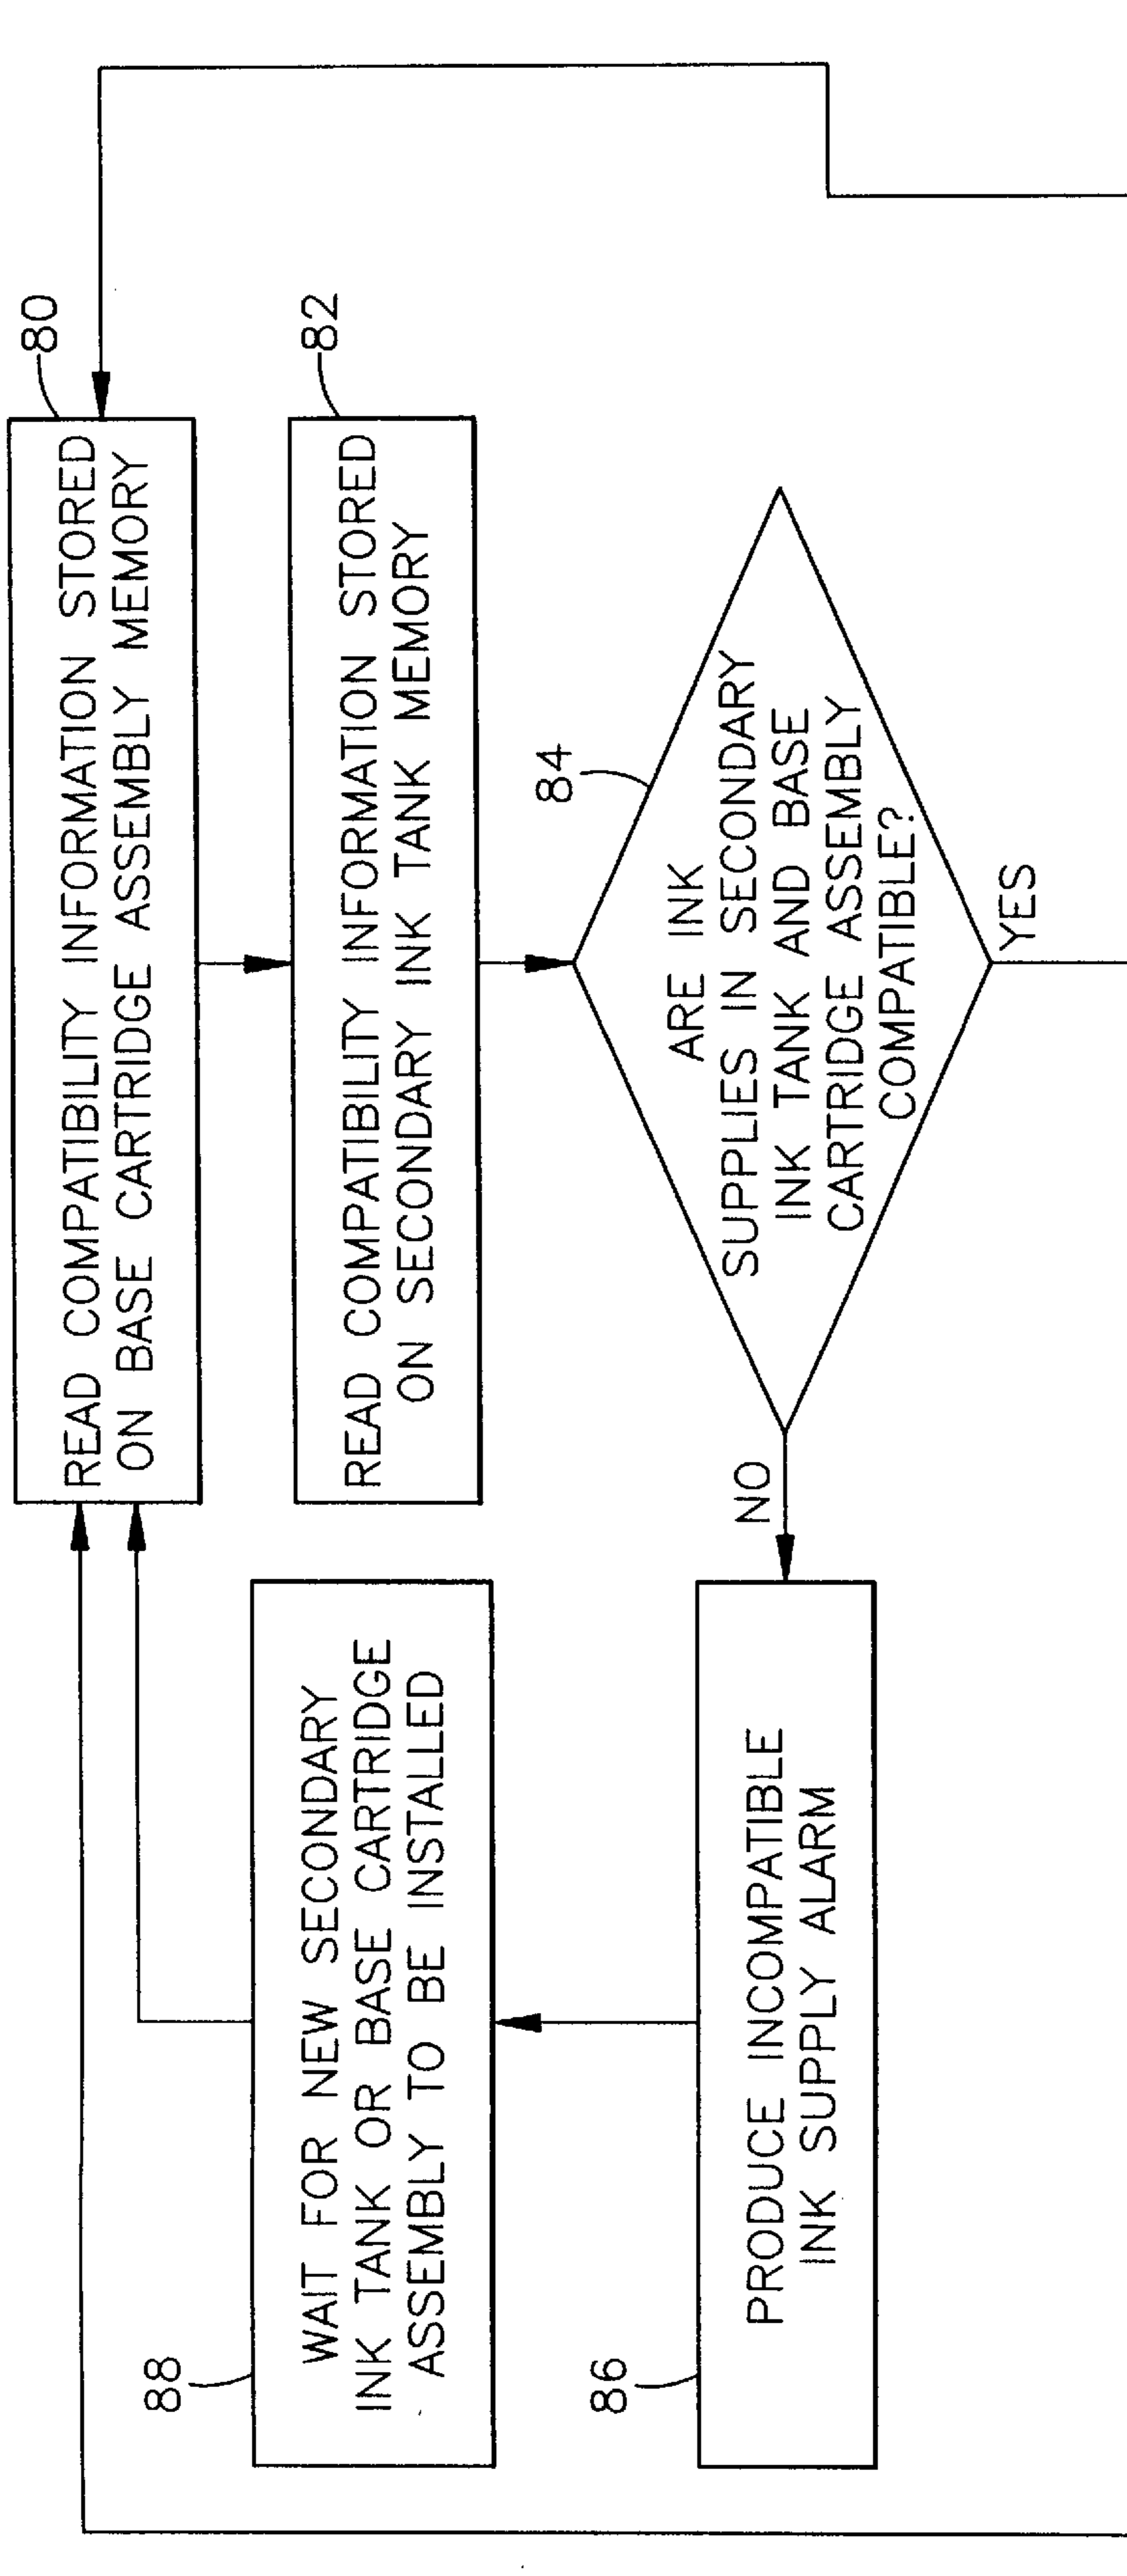 80
READ COMPATIBILITY INFORMATION STORED
ON BASE CARTRIDGE ASSEMBLY MEMORY
82
READ COMPATIBILITY INFORMATION STORED
ON SECONDARY INK TANK MEMORY
84
ARE INK
SUPPLIES IN SECONDARY
INK TANK AND BASE
CARTRIDGE ASSEMBLY
COMPATIBLE?
YES
NO
88
WAIT FOR NEW SECONDARY
INK TANK OR BASE CARTRIDGE
ASSEMBLY TO BE INSTALLED
86
PRODUCE INCOMPATIBLE
INK SUPPLY ALARM